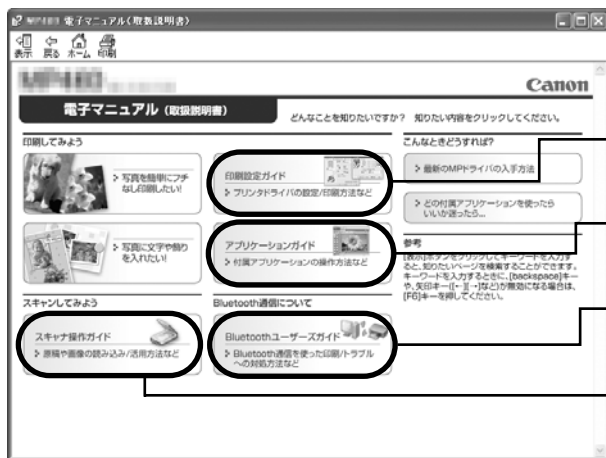 電子マニュアル(取扱説明書)
表示 戻る ホーム 印刷
Canon
電子マニュアル (取扱説明書)
どんなことを知りたいですか? 知りたい内容をクリックしてください。
印刷してみよう
写真を簡単にフチ
なし印刷したい!
写真に文字や飾り
を入れたい!
印刷設定ガイド
プリンタドライバの設定/印刷方法など
アプリケーションガイド
付属アプリケーションの操作方法など
こんなときどうすれば?
最新のMPドライバの入手方法
どの付属アプリケーションを使ったら
いいか迷ったら...
参考
[表示]ボタンをクリックしてキーワードを入力す
ると、知りたいページを検索することができます。
キーワードを入力するときに、[backspace]キー
や、矢印キー([←][→]など)が無効になる場合は、
[F6]キーを押してください。
スキャンしてみよう
スキャナ操作ガイド
原稿や画像の読み込み/活用方法など
Bluetooth通信について
Bluetoothユーザーズガイド
Bluetooth通信を使った印刷/トラブル
への対処方法など